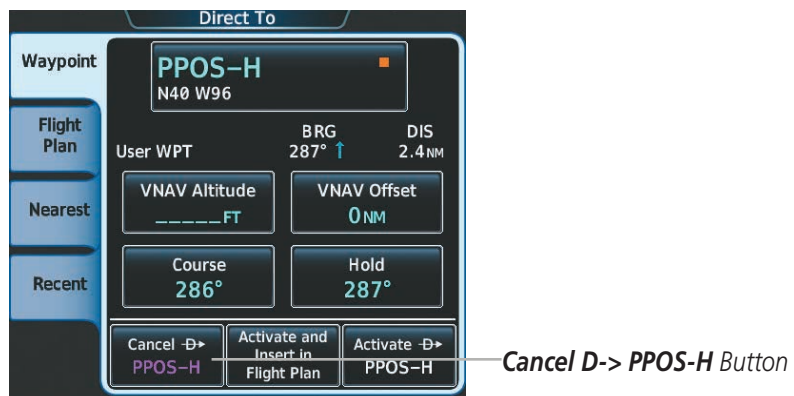 Direct To
Waypoint
PPOS–H
N40 W96
Flight
Plan
User WPT
BRG
287° ↑
DIS
2.4NM
Nearest
VNAV Altitude
_____FT
VNAV Offset
0NM
Recent
Course
286°
Hold
287°
Cancel D→
PPOS–H
Activate and
Insert in
Flight Plan
Activate D→
PPOS–H
Cancel D-> PPOS-H Button